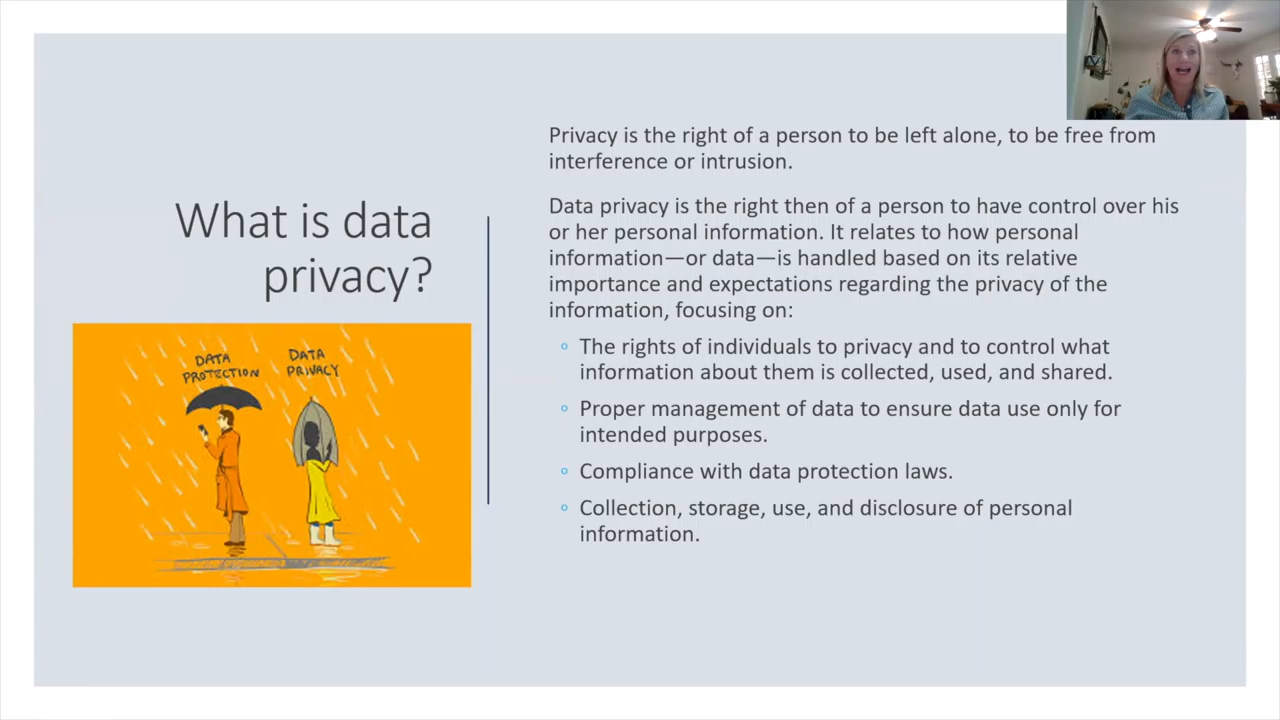 What is data
privacy?
DATA
PROTECTION
DATA
PRIVACY
Privacy is the right of a person to be left alone, to be free from
interference or intrusion.
Data privacy is the right then of a person to have control over his
or her personal information. It relates to how personal
information—or data—is handled based on its relative
importance and expectations regarding the privacy of the
information, focusing on:
◦ The rights of individuals to privacy and to control what
information about them is collected, used, and shared.
◦ Proper management of data to ensure data use only for
intended purposes.
◦ Compliance with data protection laws.
◦ Collection, storage, use, and disclosure of personal
information.